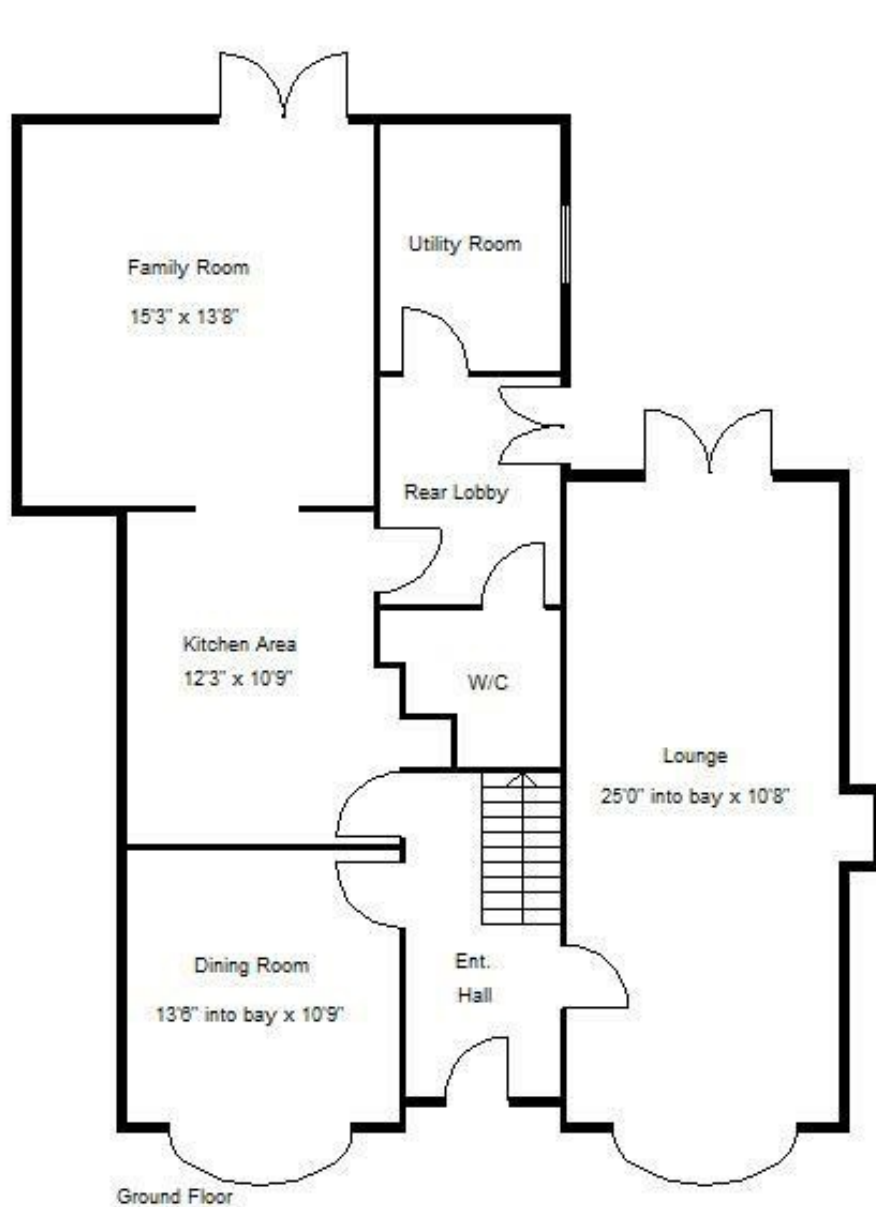 Utility Room
Family Room
15'3" x 13'8"
Rear Lobby
Kitchen Area
12'3" x 10'9"
W/C
Lounge
25'0" into bay x 10'8"
Dining Room
13'6" into bay x 10'9"
Ent.
Hall
Ground Floor